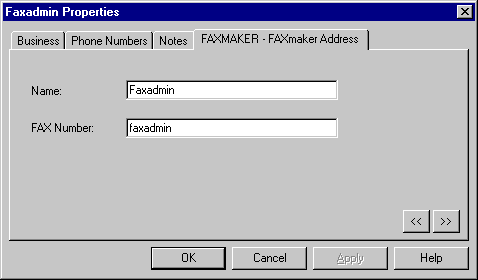 Faxadmin Properties
Business Phone Numbers Notes FAXMAKER - FAXmaker Address
Name: Faxadmin
FAX Number: faxadmin
<< >>
OK Cancel Apply Help